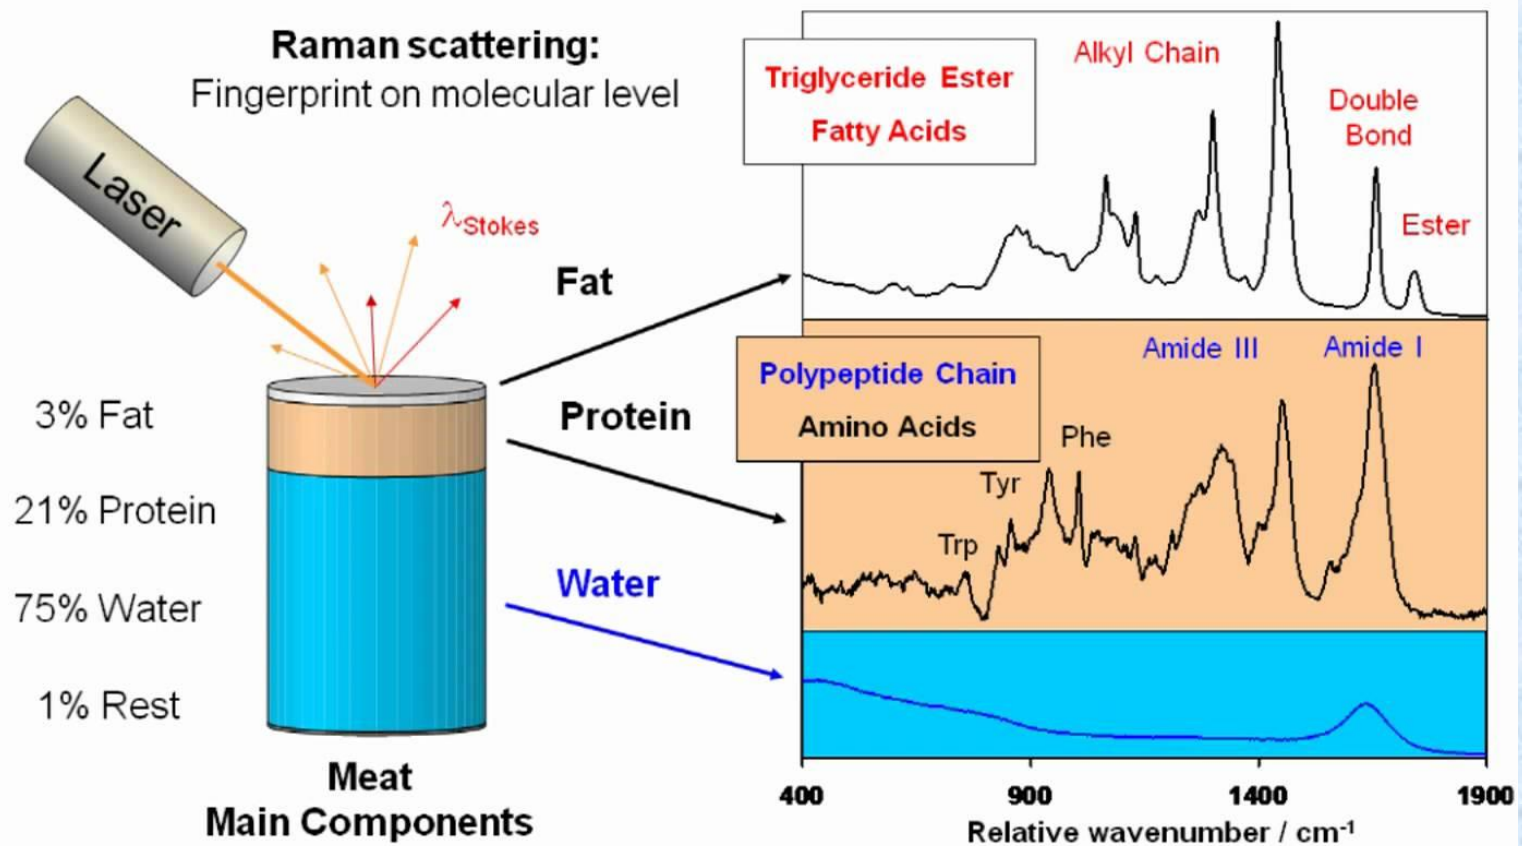 Raman scattering:
Fingerprint on molecular level
Laser
λStokes
3% Fat
21% Protein
75% Water
1% Rest
Meat
Main Components
Fat
Protein
Water
Triglyceride Ester
Fatty Acids
Alkyl Chain
Double
Bond
Ester
Polypeptide Chain
Amino Acids
Amide III
Amide I
Phe
Tyr
Trp
400 900 1400 1900
Relative wavenumber / cm-1